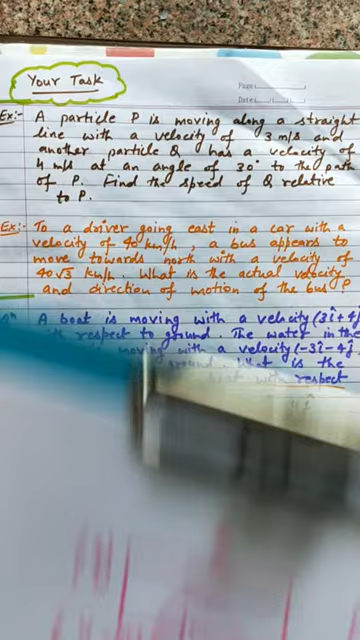 Your Task
Page:
Date:
Ex:- A particle P is moving along a straight
line with a velocity of 3 m/s and
another particle Q has a velocity of
4 m/s at an angle of 30° to the path
of P. Find the speed of Q relative
to P.
Ex:- To a driver going east in a car with a
velocity of 40 km/h, a bus appears to
move towards north with a velocity of
40√3 km/h. What is the actual velocity
and direction of motion of the bus?
A boat is moving with a velocity (3î+4ĵ
respect to ground. The water in the
moving with a velocity (-3î-4ĵ
ground. What is the
with respect